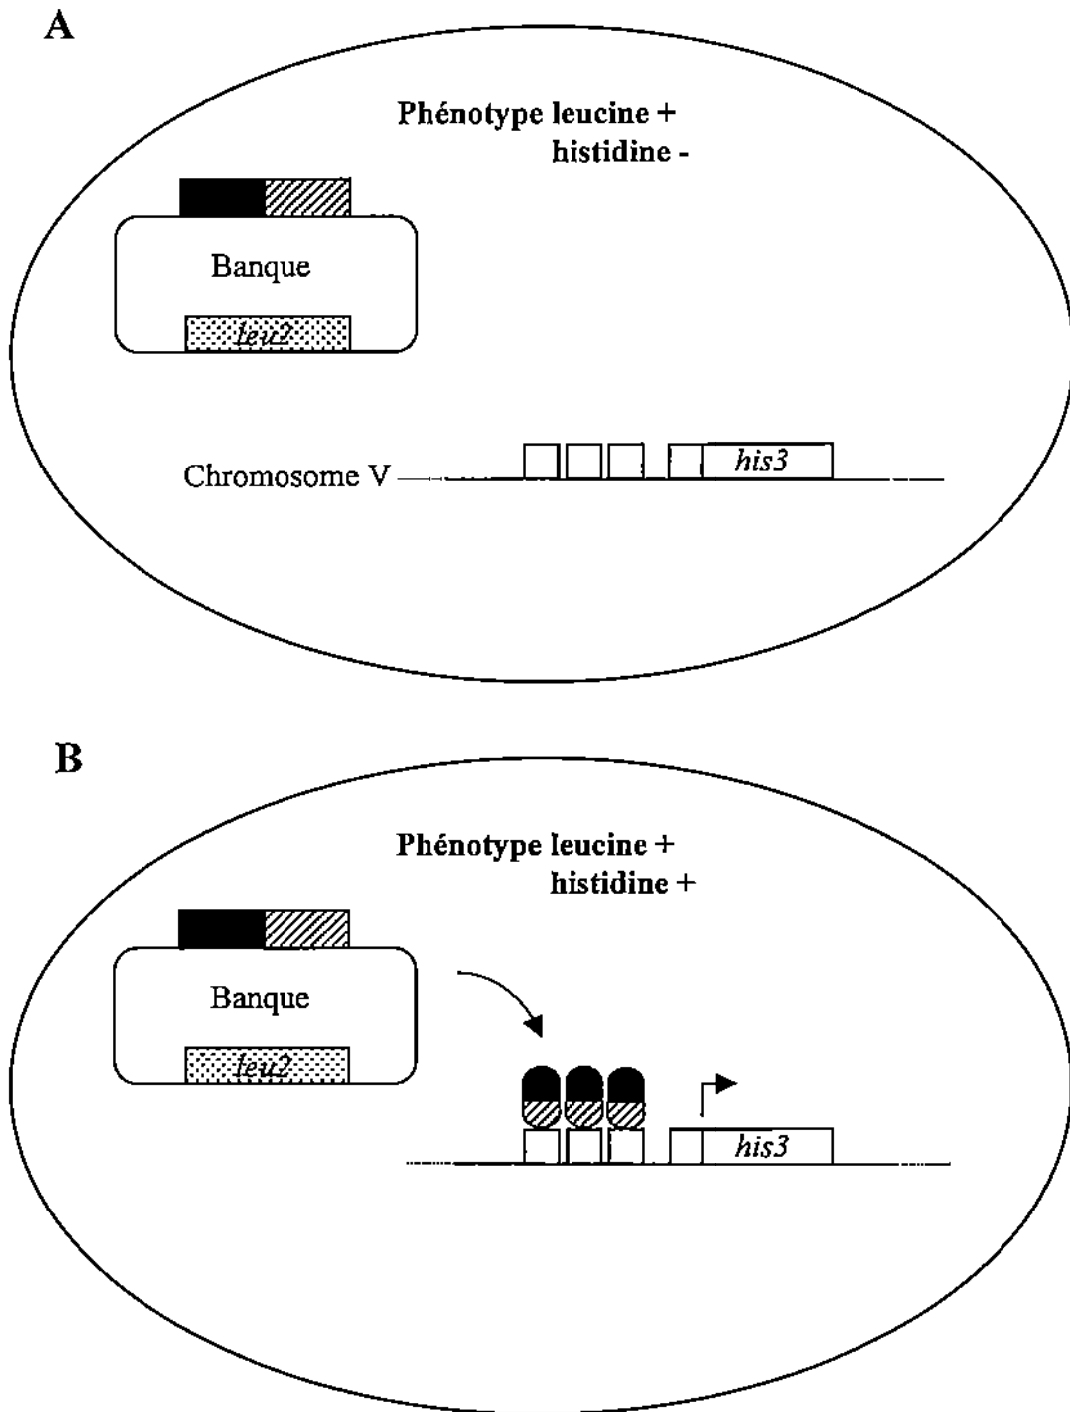 A
Phénotype leucine +
histidine -
Banque
leu2
Chromosome V
his3
B
Phénotype leucine +
histidine +
Banque
leu2
his3